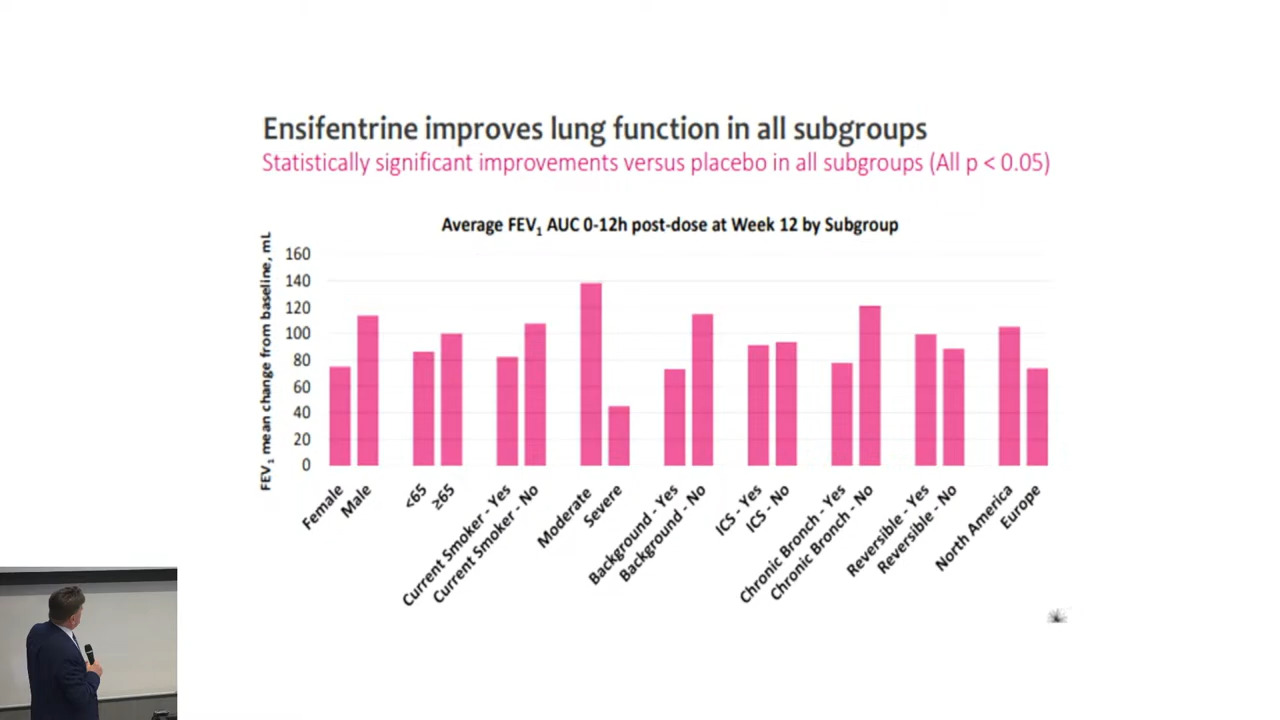 Ensifentrine improves lung function in all subgroups
Statistically significant improvements versus placebo in all subgroups (All p < 0.05)
Average FEV1 AUC 0-12h post-dose at Week 12 by Subgroup
FEV1 mean change from baseline, mL
160
140
120
100
80
60
40
20
0
Female
Male
<65
≥65
Current Smoker - Yes
Current Smoker - No
Moderate
Severe
Background - Yes
Background - No
ICS - Yes
ICS - No
Chronic Bronch - Yes
Chronic Bronch - No
Reversible - Yes
Reversible - No
North America
Europe